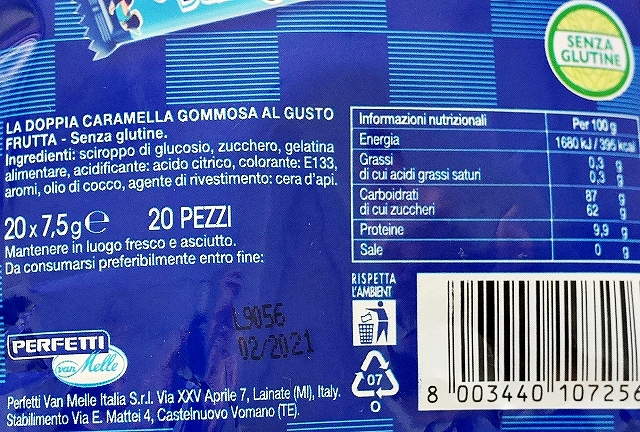 SENZA
GLUTINE
LA DOPPIA CARAMELLA GOMMOSA AL GUSTO
FRUTTA - Senza glutine.
Ingredienti: sciroppo di glucosio, zucchero, gelatina
alimentare, acidificante: acido citrico, colorante: E133,
aromi, olio di cocco, agente di rivestimento: cera d'api.
20 x 7,5 g ℮ 20 PEZZI
Mantenere in luogo fresco e asciutto.
Da consumarsi preferibilmente entro fine:
L9056
02/2021
Informazioni nutrizionali Per 100 g
Energia 1680 kJ / 396 kcal
Grassi 0,3 g
di cui acidi grassi saturi 0,3 g
Carboidrati 87 g
di cui zuccheri 62 g
Proteine 9,9 g
Sale 0 g
RISPETTA
L'AMBIENT
07
O
PERFETTI
van Melle
Perfetti Van Melle Italia S.r.l. Via XXV Aprile 7, Lainate (MI), Italy.
Stabilimento Via E. Mattei 4, Castelnuovo Vomano (TE).
8 003440 107256